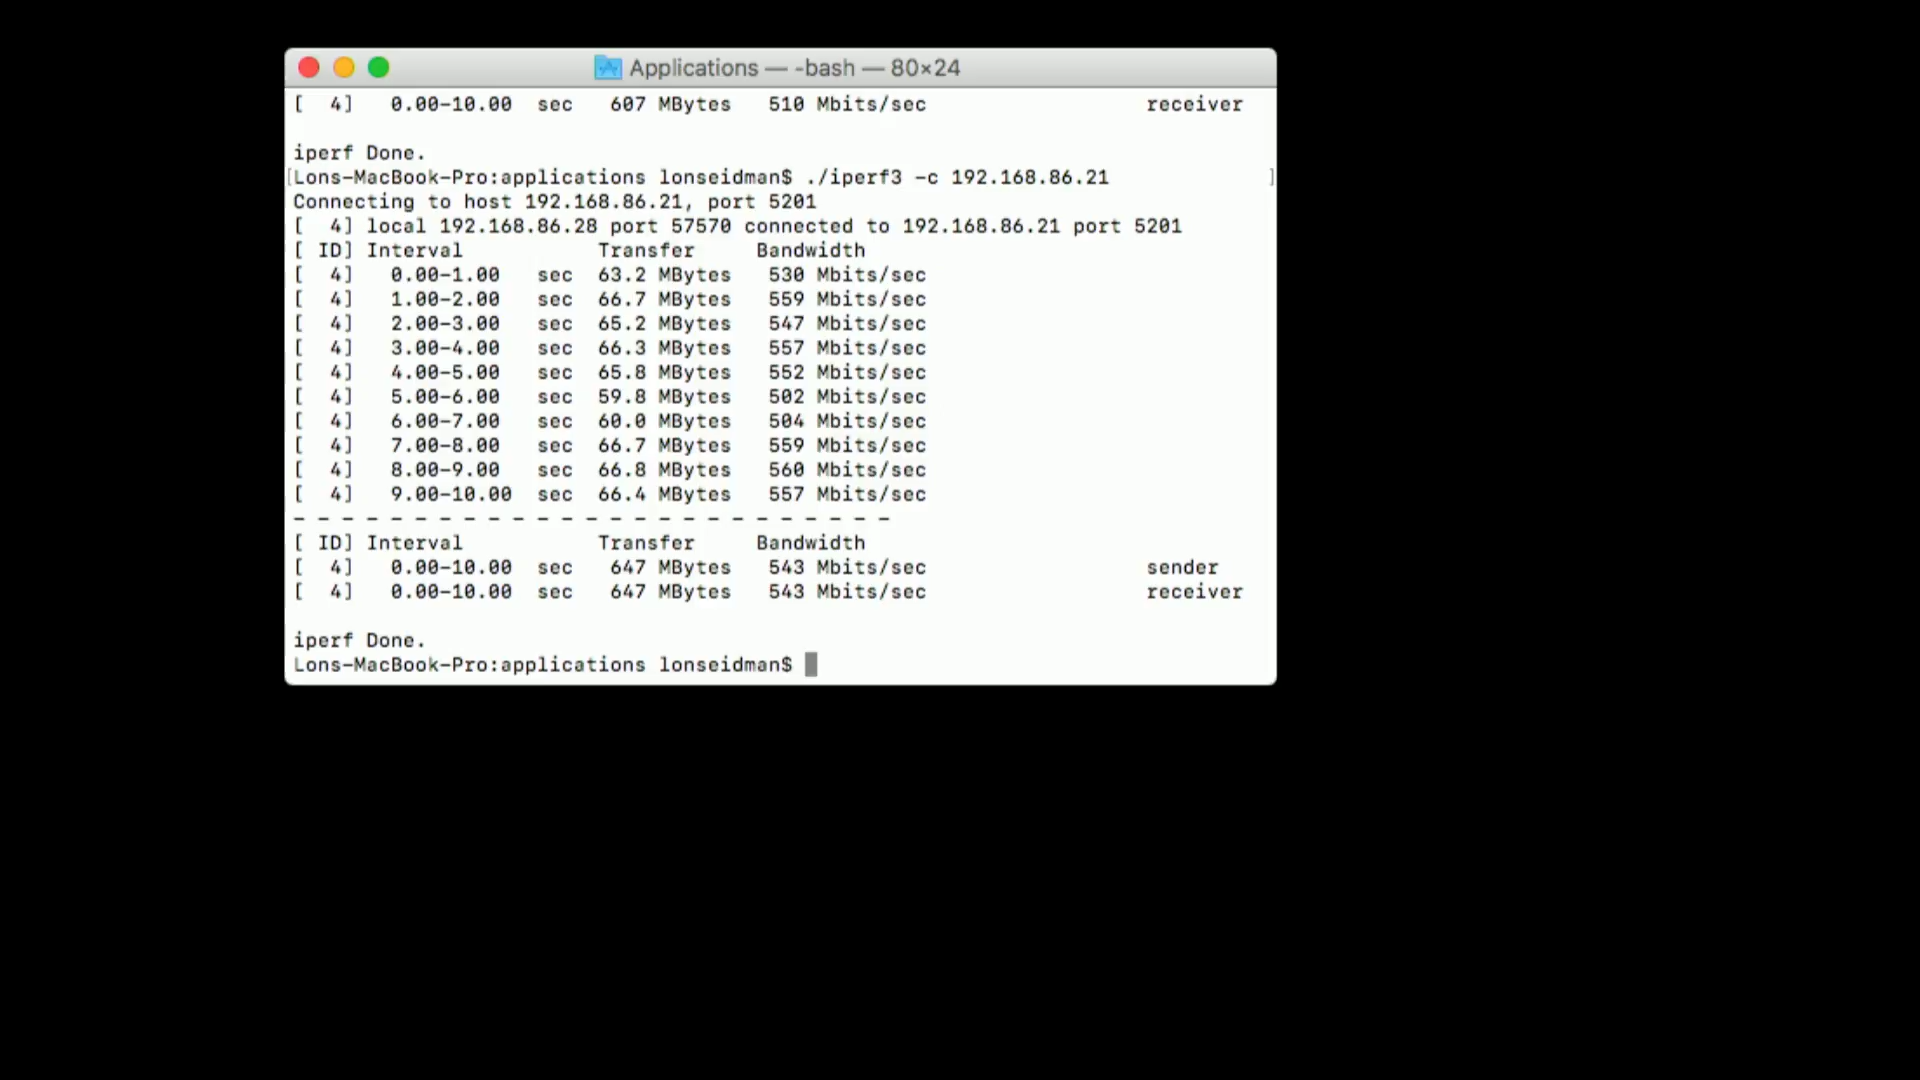 Applications — -bash — 80×24
[  4]   0.00-10.00  sec   607 MBytes   510 Mbits/sec                  receiver

iperf Done.
[Lons-MacBook-Pro:applications lonseidman$ ./iperf3 -c 192.168.86.21             ]
Connecting to host 192.168.86.21, port 5201
[  4] local 192.168.86.28 port 57570 connected to 192.168.86.21 port 5201
[ ID] Interval           Transfer     Bandwidth
[  4]   0.00-1.00   sec  63.2 MBytes   530 Mbits/sec
[  4]   1.00-2.00   sec  66.7 MBytes   559 Mbits/sec
[  4]   2.00-3.00   sec  65.2 MBytes   547 Mbits/sec
[  4]   3.00-4.00   sec  66.3 MBytes   557 Mbits/sec
[  4]   4.00-5.00   sec  65.8 MBytes   552 Mbits/sec
[  4]   5.00-6.00   sec  59.8 MBytes   502 Mbits/sec
[  4]   6.00-7.00   sec  60.0 MBytes   504 Mbits/sec
[  4]   7.00-8.00   sec  66.7 MBytes   559 Mbits/sec
[  4]   8.00-9.00   sec  66.8 MBytes   560 Mbits/sec
[  4]   9.00-10.00  sec  66.4 MBytes   557 Mbits/sec
- - - - - - - - - - - - - - - - - - - - - - - - -
[ ID] Interval           Transfer     Bandwidth
[  4]   0.00-10.00  sec   647 MBytes   543 Mbits/sec                  sender
[  4]   0.00-10.00  sec   647 MBytes   543 Mbits/sec                  receiver

iperf Done.
Lons-MacBook-Pro:applications lonseidman$